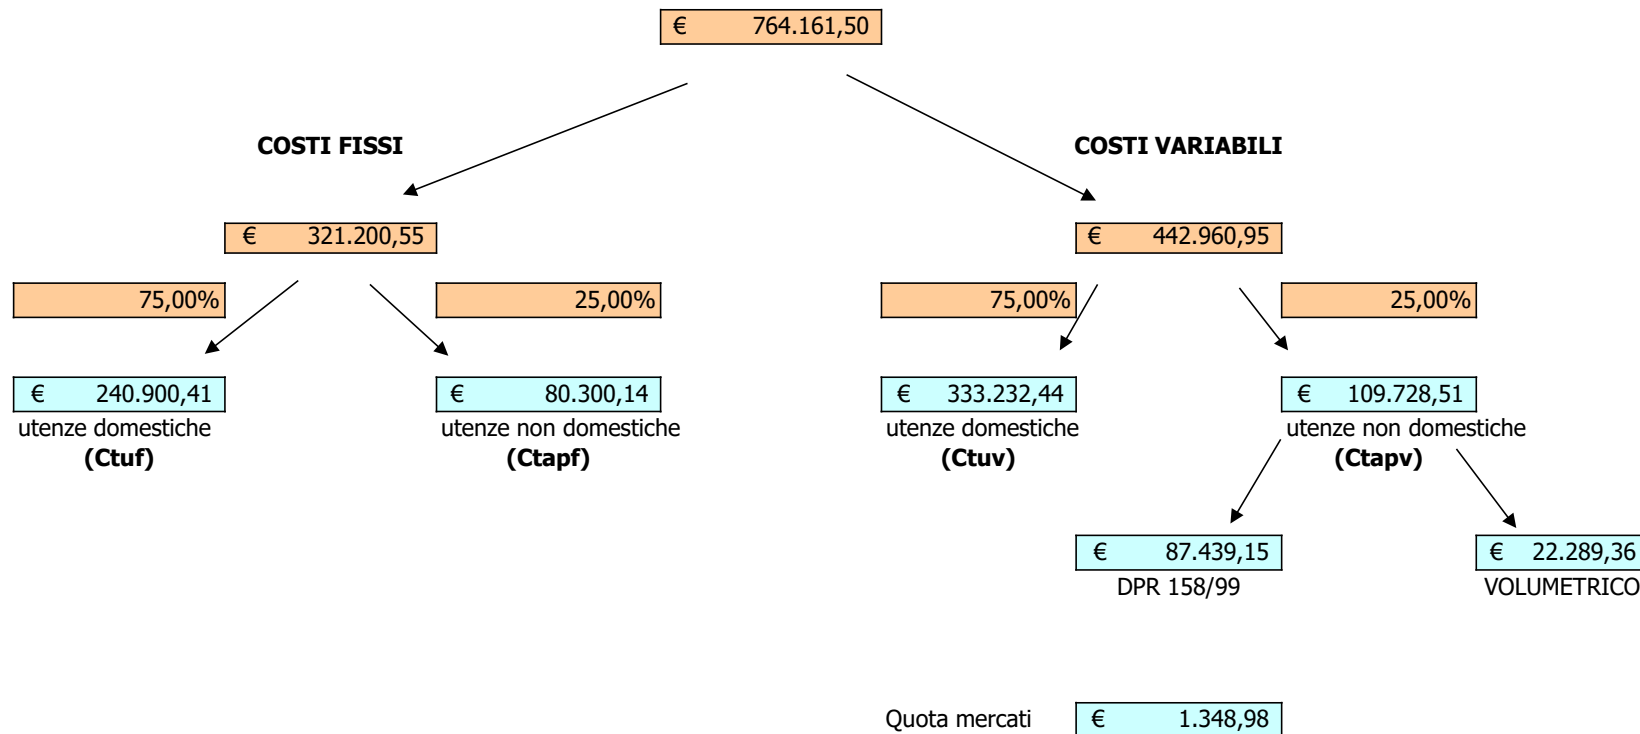 € 764.161,50
COSTI FISSI COSTI VARIABILI
€ 321.200,55 € 442.960,95
75,00% 25,00% 75,00% 25,00%
€ 240.900,41 € 80.300,14 € 333.232,44 € 109.728,51
utenze domestiche utenze non domestiche utenze domestiche utenze non domestiche
(Ctuf) (Ctapf) (Ctuv) (Ctapv)
€ 87.439,15 € 22.289,36
DPR 158/99 VOLUMETRICO
Quota mercati € 1.348,98